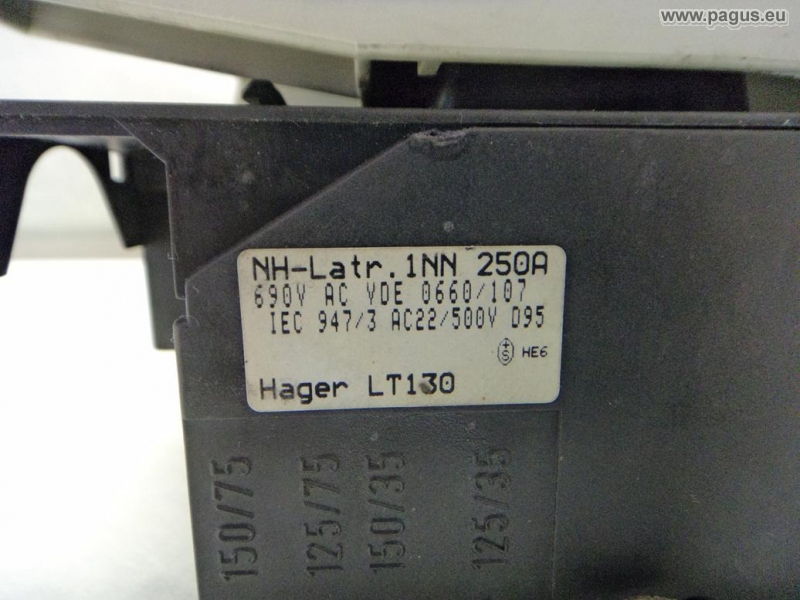 www.pagus.eu
NH-Latr.1NN 250A
690V AC VDE 0660/107
IEC 947/3 AC22/500V D95
+S HE6
Hager LT130
150/75
125/75
150/35
125/35